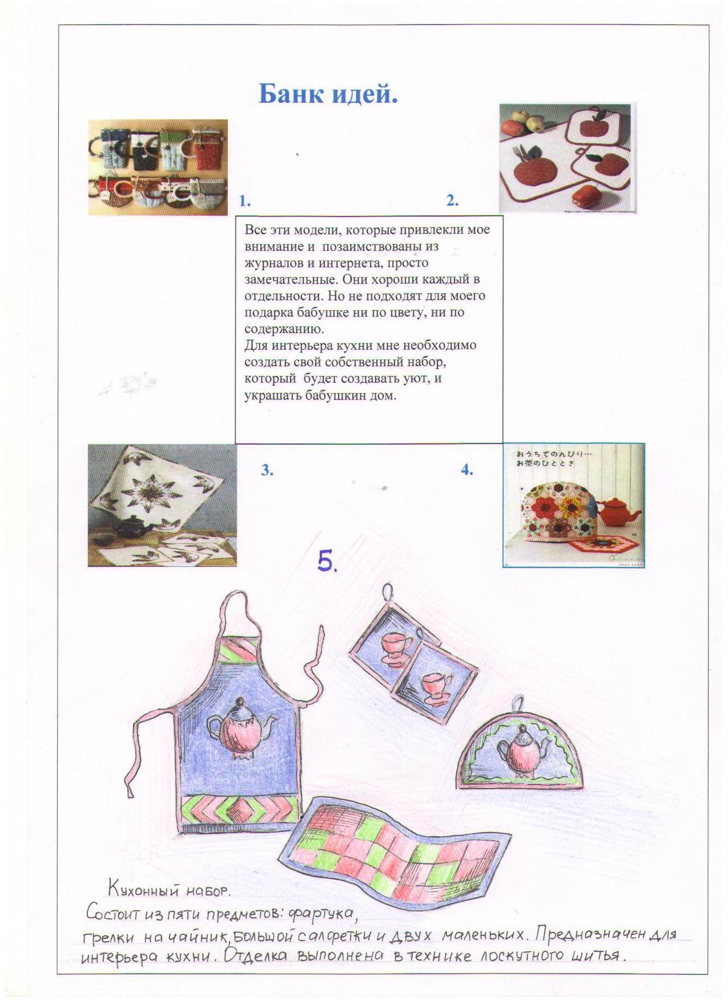 Банк идей.
1.
2.
Все эти модели, которые привлекли мое
внимание и позаимствованы из
журналов и интернета, просто
замечательные. Они хороши каждый в
отдельности. Но не подходят для моего
подарка бабушке ни по цвету, ни по
содержанию.
Для интерьера кухни мне необходимо
создать свой собственный набор,
который будет создавать уют, и
украшать бабушкин дом.
3.
4.
おうちでのんびり…
お茶のひととき
9
10
5.
Кухонный набор.
Состоит из пяти предметов: фартука,
грелки на чайник, большой салфетки и двух маленьких. Предназначен для
интерьера кухни. Отделка выполнена в технике лоскутного шитья.